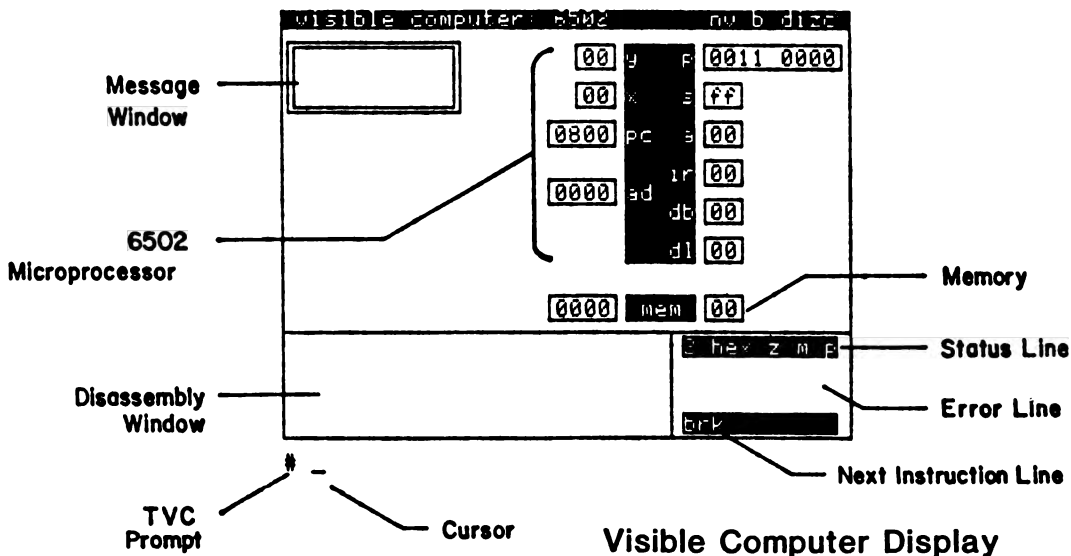 visible computer: 6502 nv b dizc
00 y p 0011 0000
00 x s ff
0800 pc a 00
ir 00
0000 ad
db 00
dl 00
0000 mem 00
hex z m p
brk
# _
Message
Window
6502
Microprocessor
Disassembly
Window
TVC
Prompt
Cursor
Memory
Status Line
Error Line
Next Instruction Line
Visible Computer Display